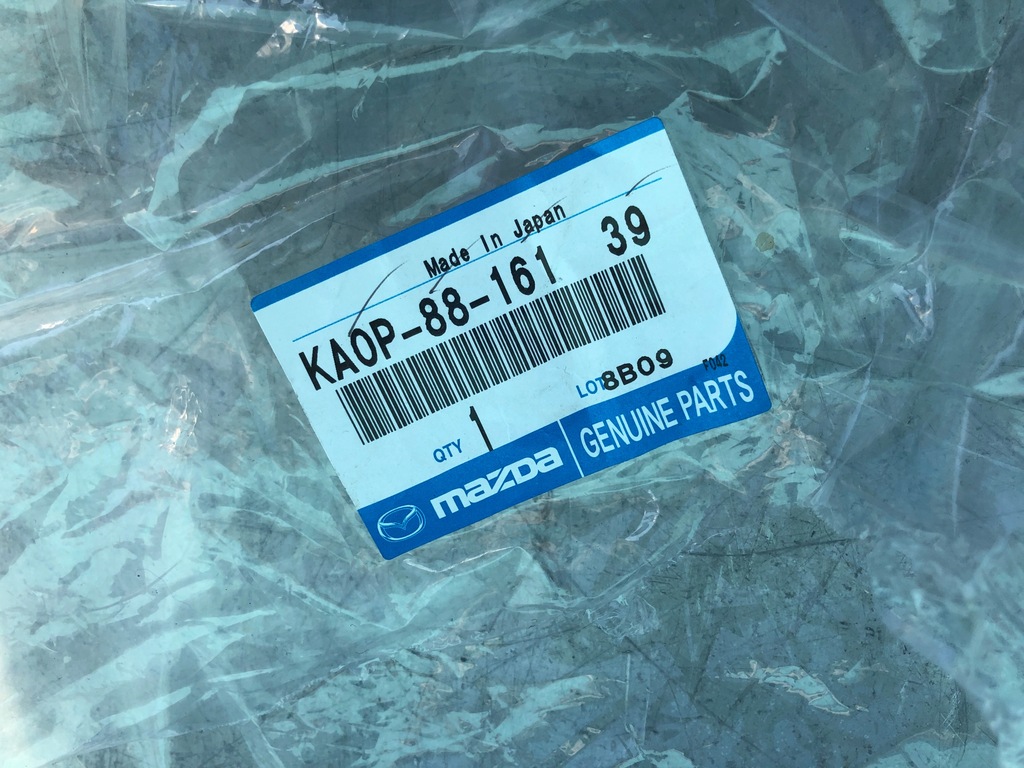 Made In Japan
KA0P-88-161 39
QTY 1 LOT 8B09 F042
mazda GENUINE PARTS